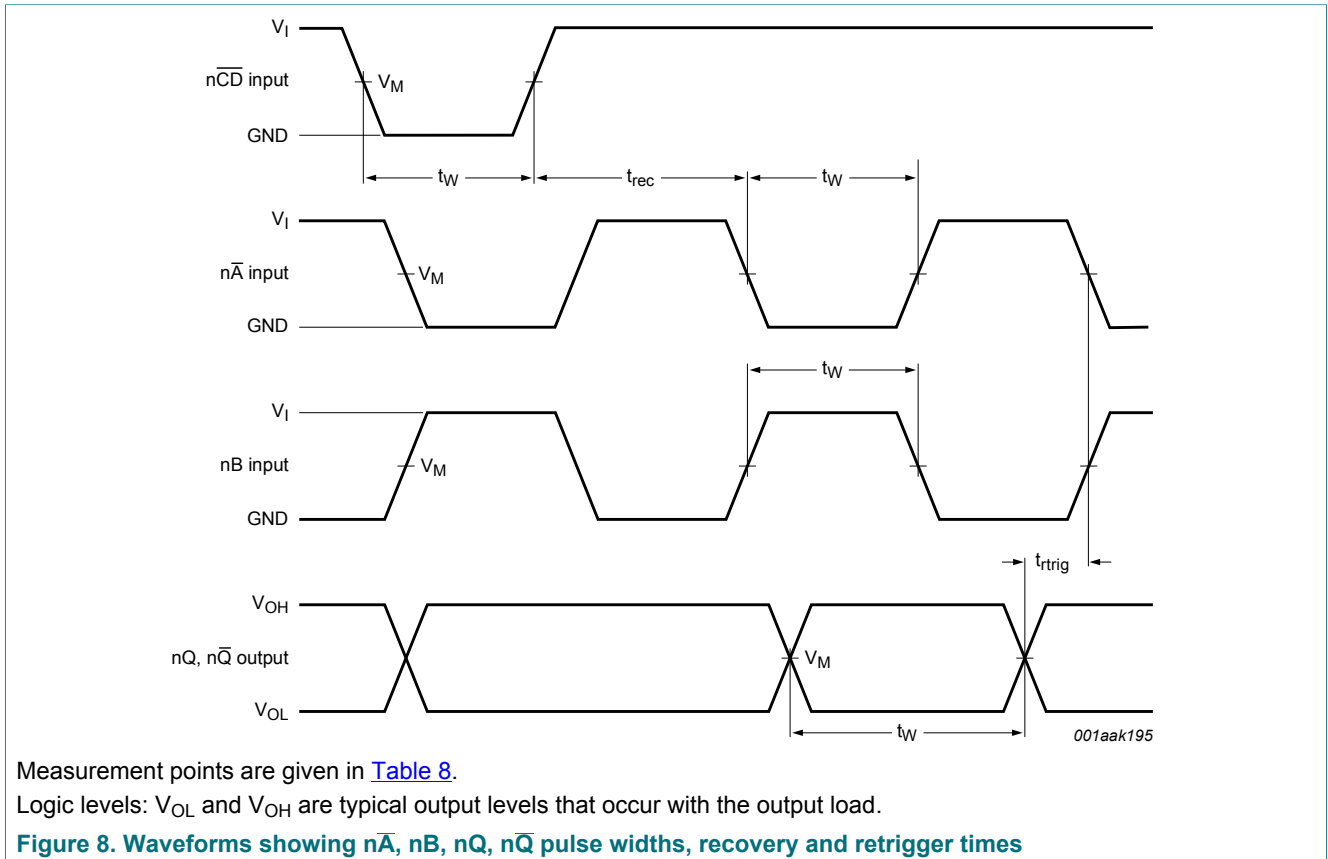 VI
nCD input
VM
GND
tW
trec
tW
VI
nA input
VM
GND
tW
VI
nB input
VM
GND
trtrig
VOH
nQ, nQ output
VM
VOL
tW
001aak195
Measurement points are given in Table 8.
Logic levels: VOL and VOH are typical output levels that occur with the output load.
Figure 8. Waveforms showing nA, nB, nQ, nQ pulse widths, recovery and retrigger times